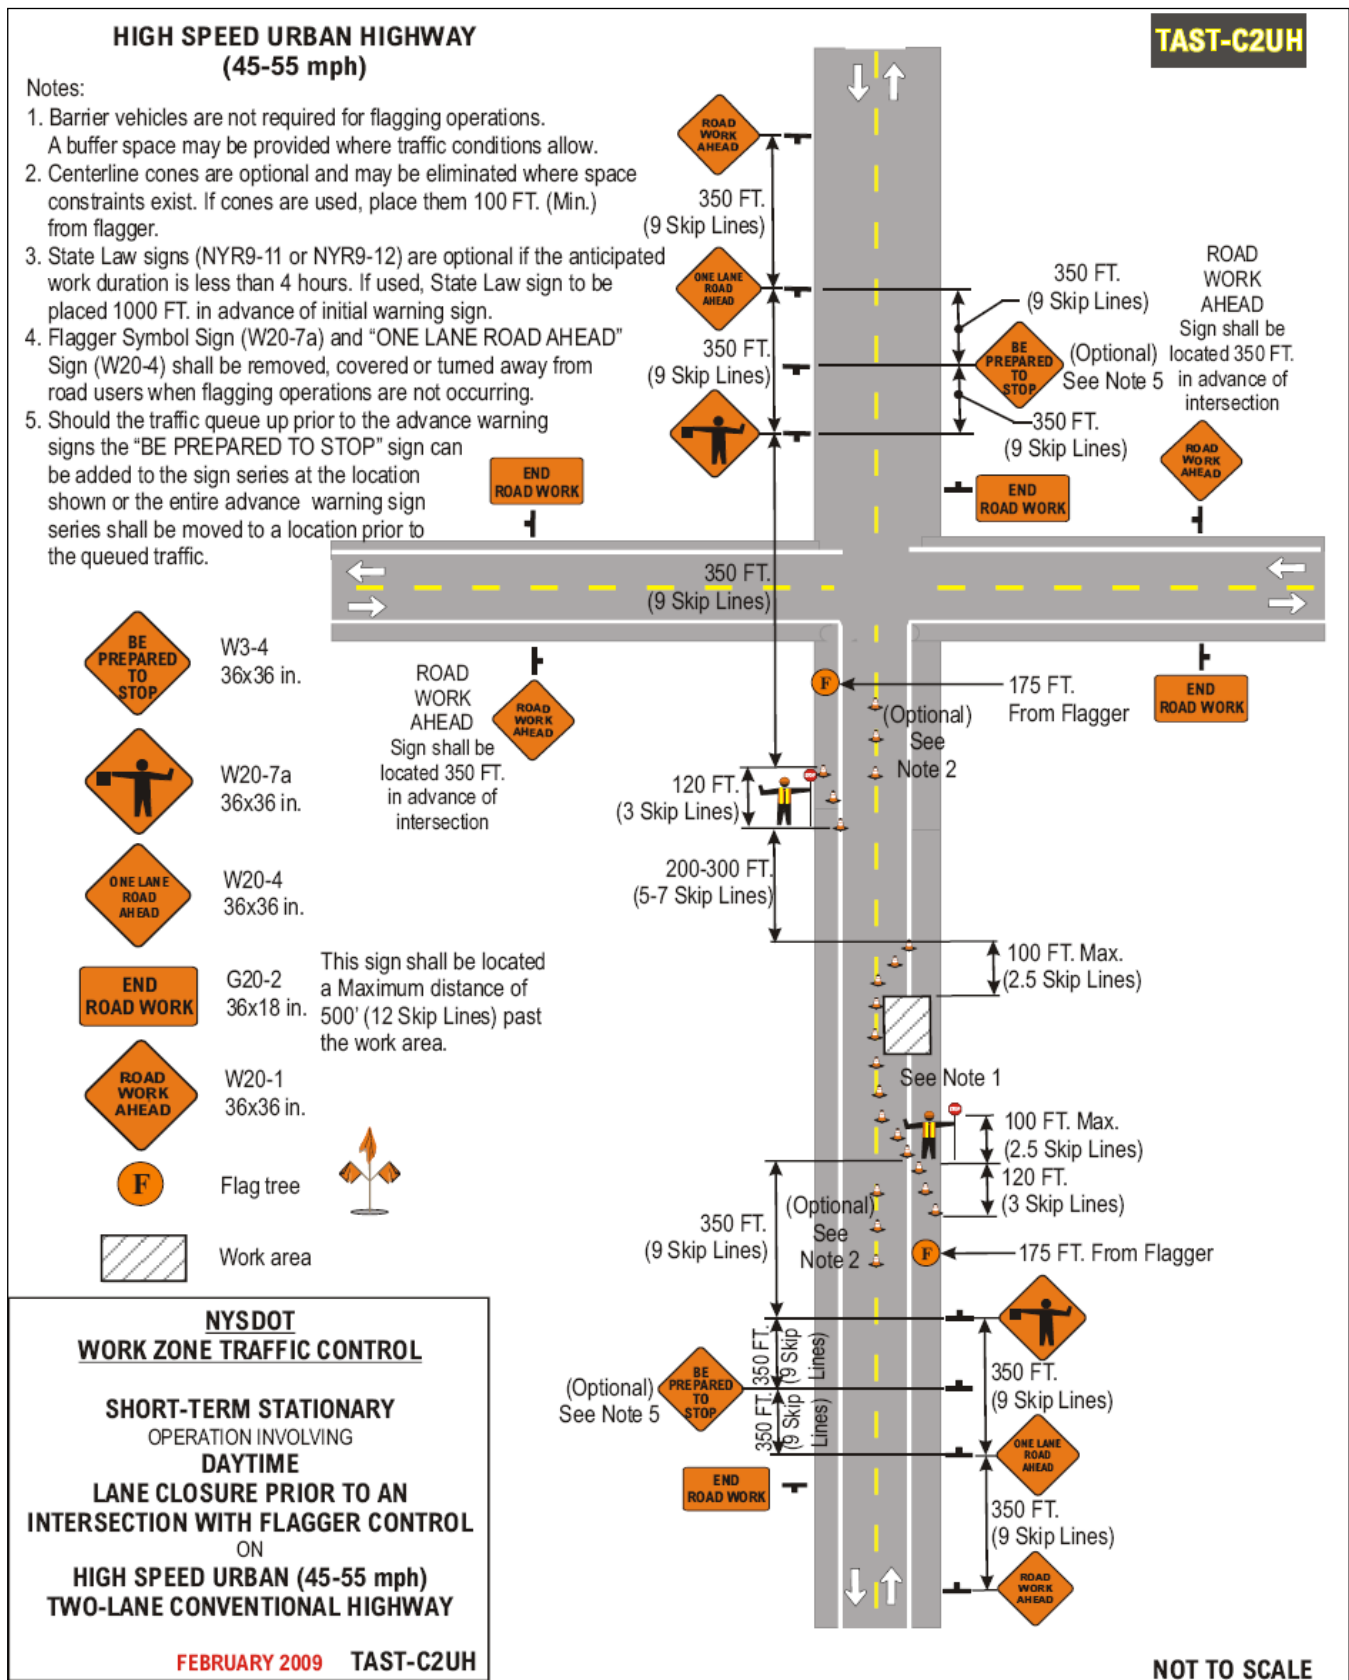 HIGH SPEED URBAN HIGHWAY
(45-55 mph)
TAST-C2UH
Notes:
1. Barrier vehicles are not required for flagging operations.
A buffer space may be provided where traffic conditions allow.
2. Centerline cones are optional and may be eliminated where space
constraints exist. If cones are used, place them 100 FT. (Min.)
from flagger.
3. State Law signs (NYR9-11 or NYR9-12) are optional if the anticipated
work duration is less than 4 hours. If used, State Law sign to be
placed 1000 FT. in advance of initial warning sign.
4. Flagger Symbol Sign (W20-7a) and “ONE LANE ROAD AHEAD”
Sign (W20-4) shall be removed, covered or turned away from
road users when flagging operations are not occurring.
5. Should the traffic queue up prior to the advance warning
signs the “BE PREPARED TO STOP” sign can
be added to the sign series at the location
shown or the entire advance warning sign
series shall be moved to a location prior to
the queued traffic.
ROAD
WORK
AHEAD
350 FT.
(9 Skip Lines)
ONE LANE
ROAD
AHEAD
350 FT.
(9 Skip Lines)
350 FT.
(9 Skip Lines)
BE
PREPARED
TO
STOP
(Optional)
See Note 5
350 FT.
(9 Skip Lines)
ROAD
WORK
AHEAD
Sign shall be
located 350 FT.
in advance of
intersection
ROAD
WORK
AHEAD
END
ROAD WORK
END
ROAD WORK
350 FT.
(9 Skip Lines)
ROAD
WORK
AHEAD
Sign shall be
located 350 FT.
in advance of
intersection
ROAD
WORK
AHEAD
F
175 FT.
From Flagger
END
ROAD WORK
(Optional)
See
Note 2
120 FT.
(3 Skip Lines)
STOP
200-300 FT.
(5-7 Skip Lines)
100 FT. Max.
(2.5 Skip Lines)
See Note 1
STOP
100 FT. Max.
(2.5 Skip Lines)
120 FT.
(3 Skip Lines)
350 FT.
(9 Skip Lines)
(Optional)
See
Note 2
F
175 FT. From Flagger
350 FT.
(9 Skip
Lines)
350 FT.
(9 Skip
Lines)
(Optional)
See Note 5
BE
PREPARED
TO
STOP
350 FT.
(9 Skip Lines)
ONE LANE
ROAD
AHEAD
END
ROAD WORK
350 FT.
(9 Skip Lines)
ROAD
WORK
AHEAD
BE
PREPARED
TO
STOP
W3-4
36x36 in.
W20-7a
36x36 in.
ONE LANE
ROAD
AHEAD
W20-4
36x36 in.
END
ROAD WORK
G20-2
36x18 in.
This sign shall be located
a Maximum distance of
500' (12 Skip Lines) past
the work area.
ROAD
WORK
AHEAD
W20-1
36x36 in.
F
Flag tree
Work area
NYSDOT
WORK ZONE TRAFFIC CONTROL
SHORT-TERM STATIONARY
OPERATION INVOLVING
DAYTIME
LANE CLOSURE PRIOR TO AN
INTERSECTION WITH FLAGGER CONTROL
ON
HIGH SPEED URBAN (45-55 mph)
TWO-LANE CONVENTIONAL HIGHWAY
FEBRUARY 2009 TAST-C2UH
NOT TO SCALE